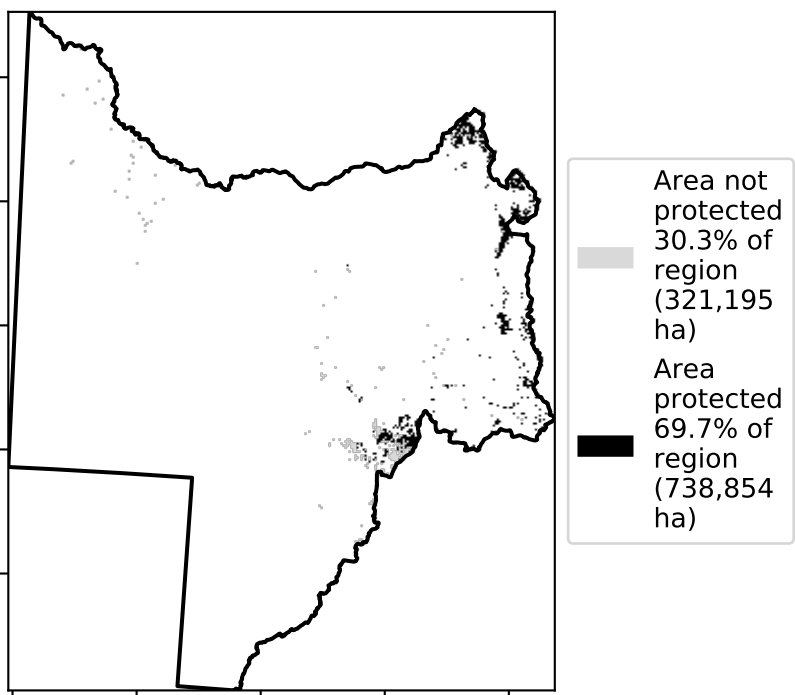 Area not
protected
30.3% of
region
(321,195
ha)
Area
protected
69.7% of
region
(738,854
ha)